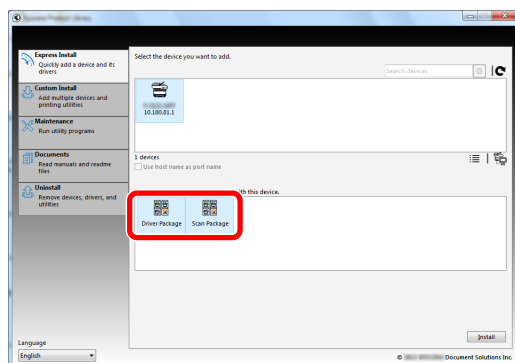 Express Install
Quickly add a device and its
drivers
Custom Install
Add multiple devices and
printing utilities
Maintenance
Run utility programs
Documents
Read manuals and readme
files
Uninstall
Remove devices, drivers, and
utilities
Language
English
Select the device you want to add.
Search devices
10.180.81.1
1 devices
Use host name as port name
with this device.
Driver Package
Scan Package
Install
©
Document Solutions Inc.